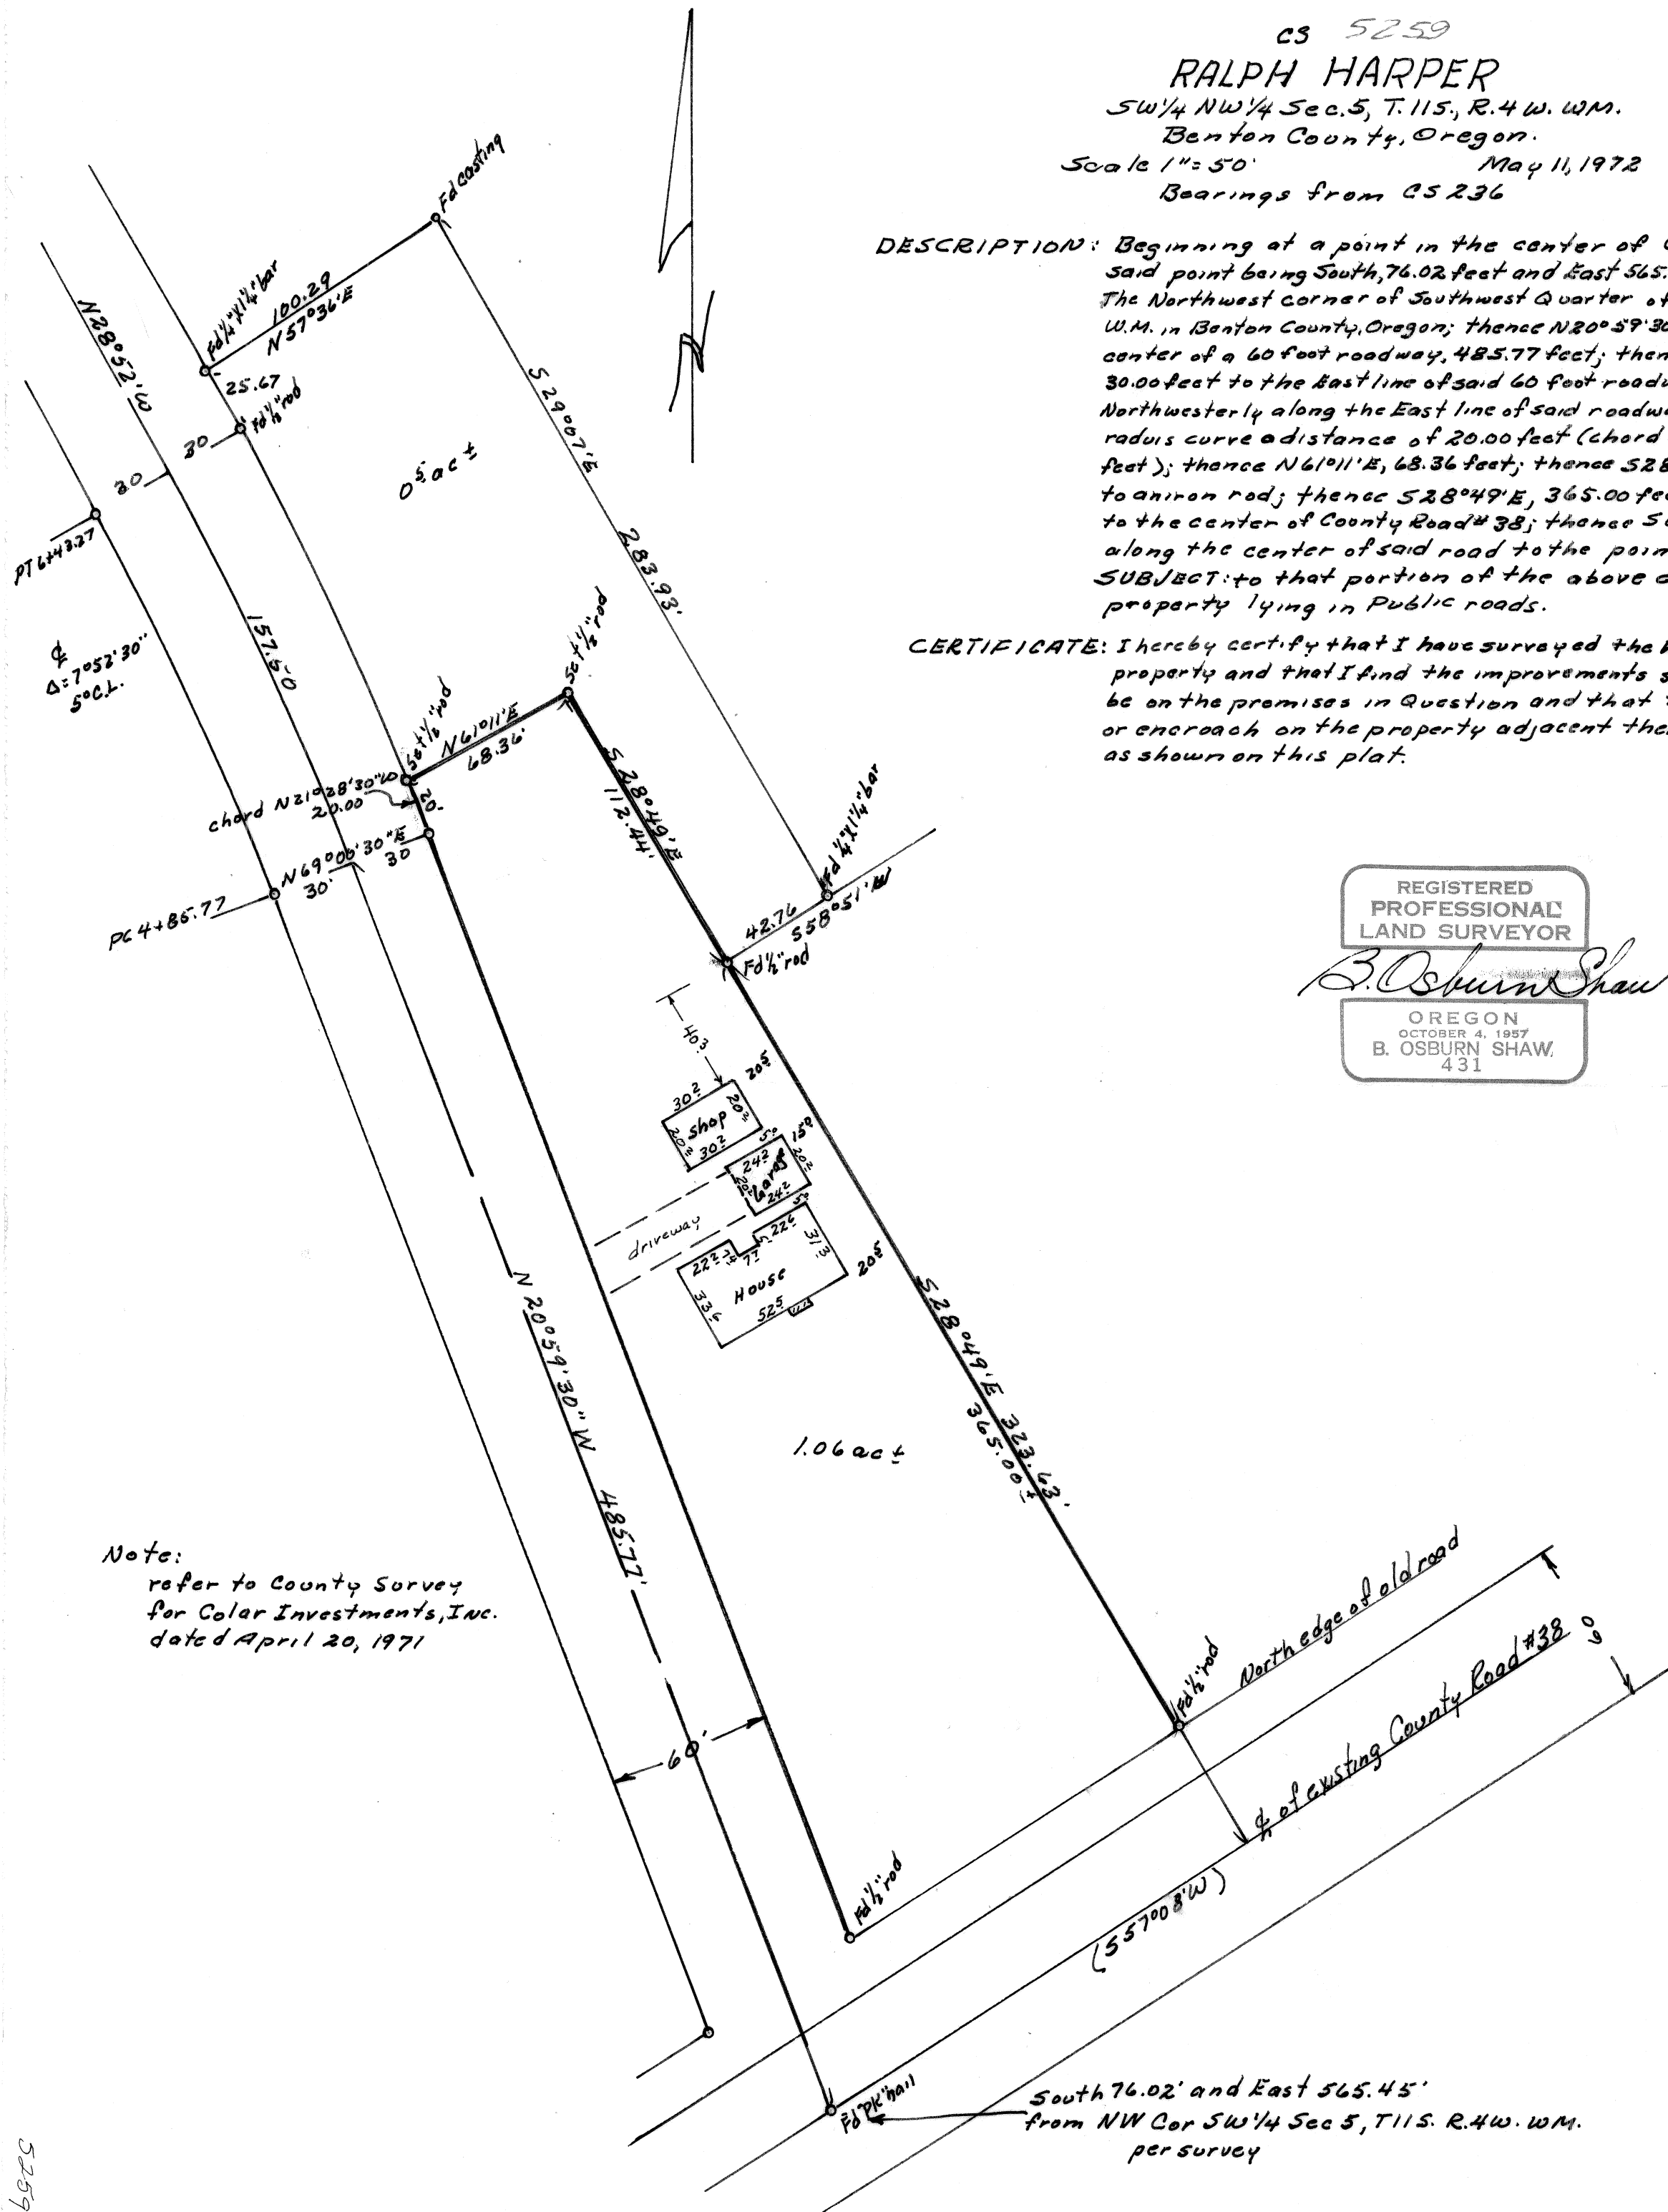 CS 5259
RALPH HARPER
SW 1/4 NW 1/4 Sec. 5, T. 11 S., R. 4 W. WM.
Benton County, Oregon.
Scale 1" = 50' May 11, 1972
Bearings from CS 236
DESCRIPTION: Beginning at a point in the center of
said point being South, 76.02 feet and East 565.
The Northwest corner of Southwest Quarter of
W.M. in Benton County, Oregon; thence N20°59'30
center of a 60 foot roadway, 485.77 feet; then
30.00 feet to the East line of said 60 foot roadw
Northwesterly along the East line of said roadwa
raduis curve a distance of 20.00 feet (chord
feet); thence N61°11'E, 68.36 feet; thence S28
to an iron rod; thence S28°49'E, 365.00 fee
to the center of County Road #38; thence S
along the center of said road to the poin
SUBJECT: to that portion of the above d
property lying in Public roads.
CERTIFICATE: I hereby certify that I have surveyed the
property and that I find the improvements s
be on the premises in Question and that
or encroach on the property adjacent the
as shown on this plat.
REGISTERED
PROFESSIONAL
LAND SURVEYOR
B. Osburn Shaw
OREGON
OCTOBER 4, 1957
B. OSBURN SHAW
431
Fd casting
Fd 1/4"x1 1/4" bar
100.29
N57°36'E
25.67
Fd 1/2" rod
N28°52'W
30
30
0.5 ac ±
S29°07'E
283.93'
PT 6+43.27
℄
Δ=7°52'30"
5° C.L.
157.50
Set 1/2" rod
Set 1/2" rod
N61°11'E
68.36'
chord N21°28'30"W
20.00
20.
N69°00'30"E
30' 30
PC 4+85.77
S28°49'E
112.44'
Fd 1/4"x1 1/4" bar
42.76
S58°51'W
Fd 1/2" rod
40.3
30.2
20.5
20.2
shop
20.2
30.2
5.0
15.0
24.2
20.2
Garage
20.2
24.2
5.0
driveway
22.2
7.7
22.6
31.3
House
33.6
52.5
20.5
N 20°59'30" W 485.77'
S28°49'E 323.63'
365.00 ±
1.06 ac ±
Note:
refer to County Survey
for Colar Investments, Inc.
dated April 20, 1971
60'
Fd 1/2" rod
North edge of old road
60
℄ of existing County Road #38
Fd 1/2" rod
(S57°08'W)
Fd "PK" nail
South 76.02' and East 565.45'
from NW Cor SW 1/4 Sec 5, T11S. R.4W. WM.
per survey
5259